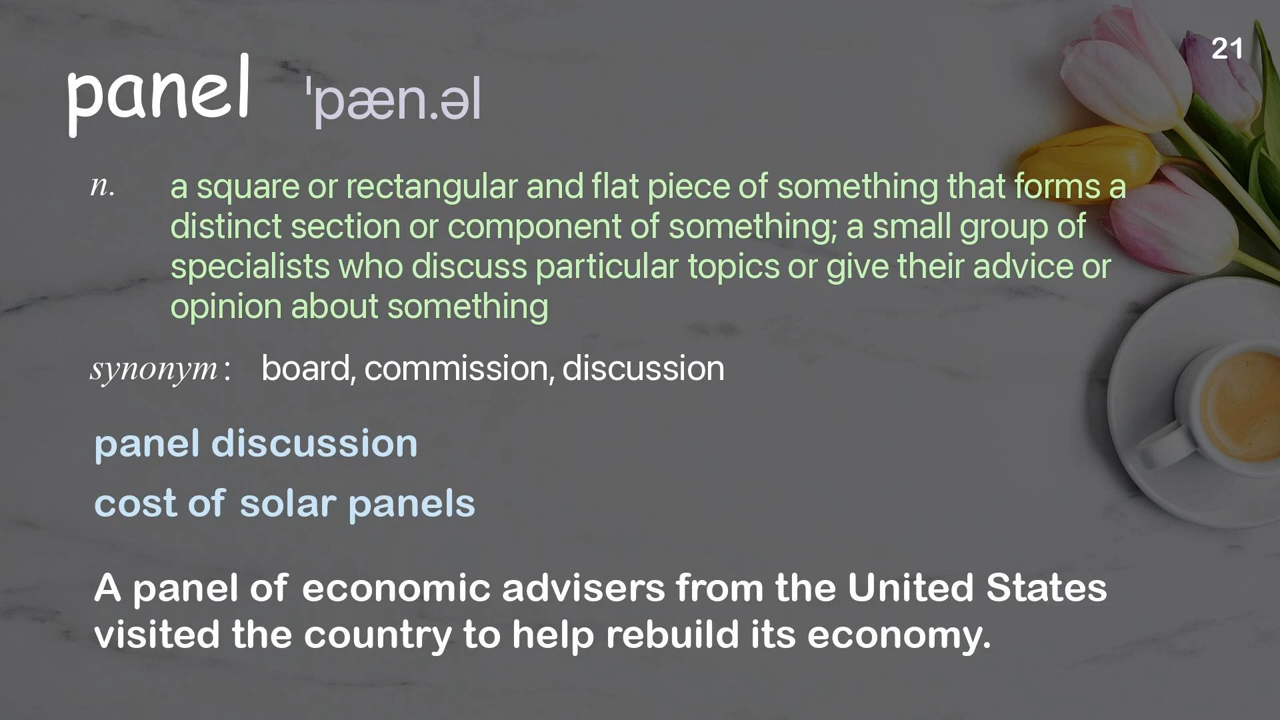 21
panel ˈpæn.əl
n. a square or rectangular and flat piece of something that forms a
distinct section or component of something; a small group of
specialists who discuss particular topics or give their advice or
opinion about something
synonym: board, commission, discussion
panel discussion
cost of solar panels
A panel of economic advisers from the United States
visited the country to help rebuild its economy.